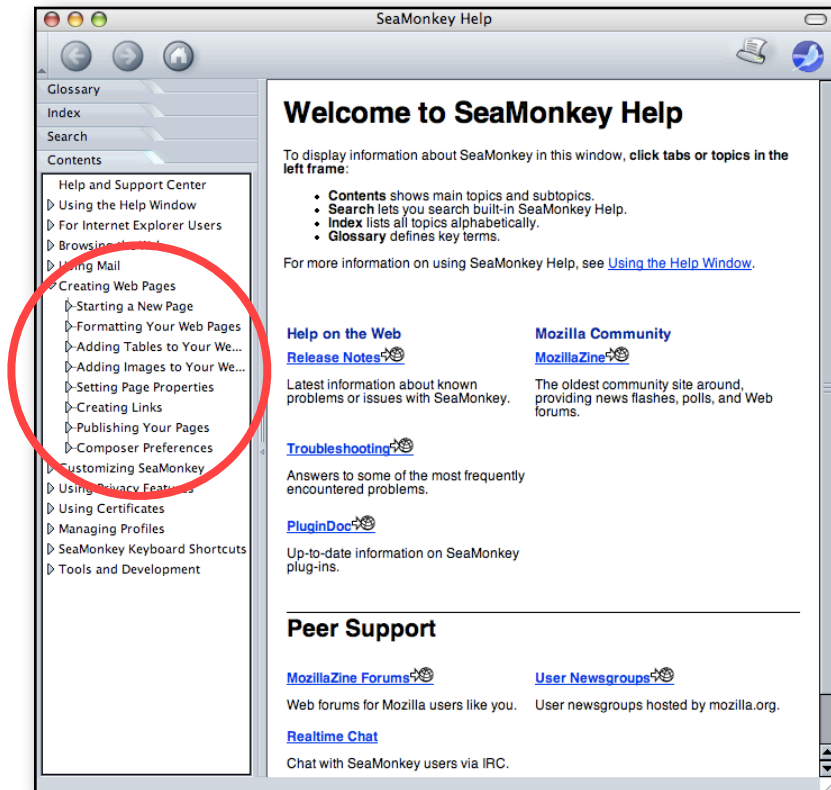 SeaMonkey Help
Glossary
Index
Search
Contents
Help and Support Center
Using the Help Window
For Internet Explorer Users
Browsing the Web
Using Mail
Creating Web Pages
Starting a New Page
Formatting Your Web Pages
Adding Tables to Your We...
Adding Images to Your We...
Setting Page Properties
Creating Links
Publishing Your Pages
Composer Preferences
Customizing SeaMonkey
Using Privacy Features
Using Certificates
Managing Profiles
SeaMonkey Keyboard Shortcuts
Tools and Development
Welcome to SeaMonkey Help
To display information about SeaMonkey in this window, click tabs or topics in the
left frame:
• Contents shows main topics and subtopics.
• Search lets you search built-in SeaMonkey Help.
• Index lists all topics alphabetically.
• Glossary defines key terms.
For more information on using SeaMonkey Help, see Using the Help Window.
Help on the Web
Release Notes
Latest information about known
problems or issues with SeaMonkey.
Troubleshooting
Answers to some of the most frequently
encountered problems.
PluginDoc
Up-to-date information on SeaMonkey
plug-ins.
Mozilla Community
MozillaZine
The oldest community site around,
providing news flashes, polls, and Web
forums.
Peer Support
MozillaZine Forums
Web forums for Mozilla users like you.
User Newsgroups
User newsgroups hosted by mozilla.org.
Realtime Chat
Chat with SeaMonkey users via IRC.